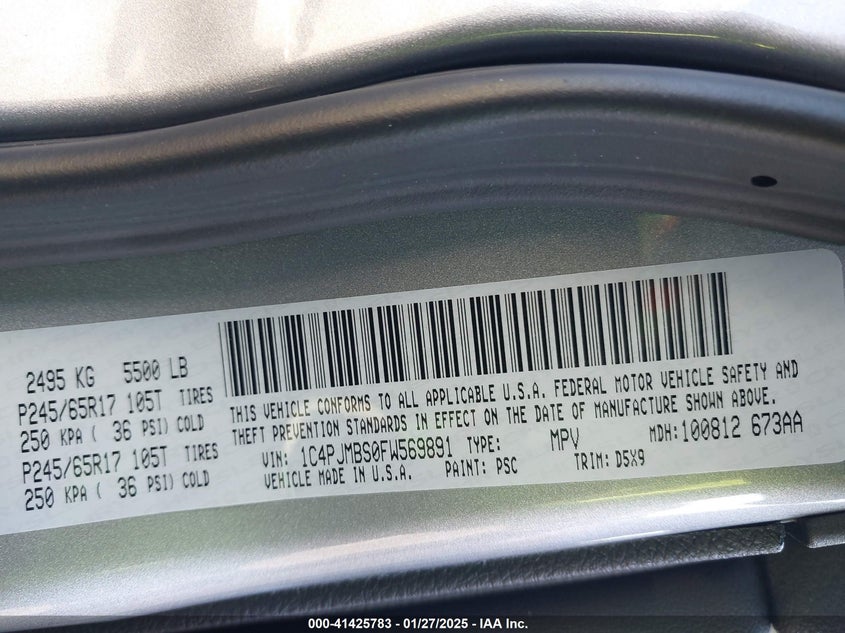 2495 KG 5500 LB
P245/65R17 105T TIRES
250 KPA ( 36 PSI) COLD
P245/65R17 105T TIRES
250 KPA ( 36 PSI) COLD
THIS VEHICLE CONFORMS TO ALL APPLICABLE U.S.A. FEDERAL MOTOR VEHICLE SAFETY AND
THEFT PREVENTION STANDARDS IN EFFECT ON THE DATE OF MANUFACTURE SHOWN ABOVE.
VIN: 1C4PJMBS0FW569891 TYPE: MPV MDH:100812 673AA
VEHICLE MADE IN U.S.A. PAINT: PSC TRIM: D5X9
000-41425783 - 01/27/2025 - IAA Inc.